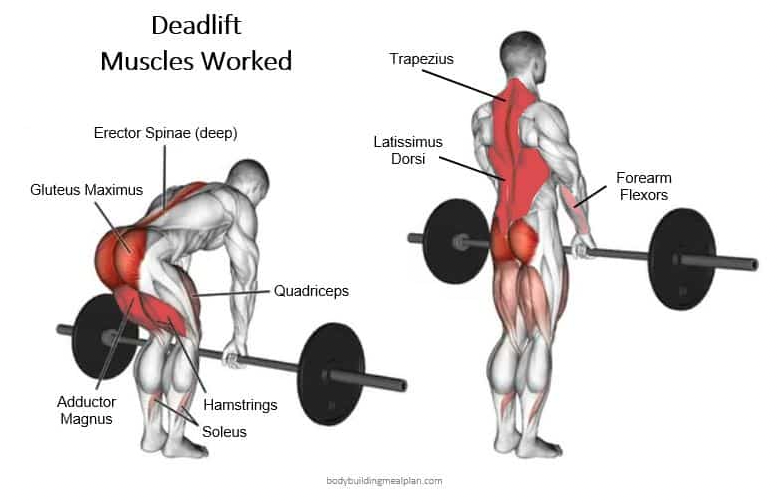 Deadlift
Muscles Worked
Erector Spinae (deep)
Gluteus Maximus
Quadriceps
Adductor
Magnus
Hamstrings
Soleus
Trapezius
Latissimus
Dorsi
Forearm
Flexors
bodybuildingmealplan.com